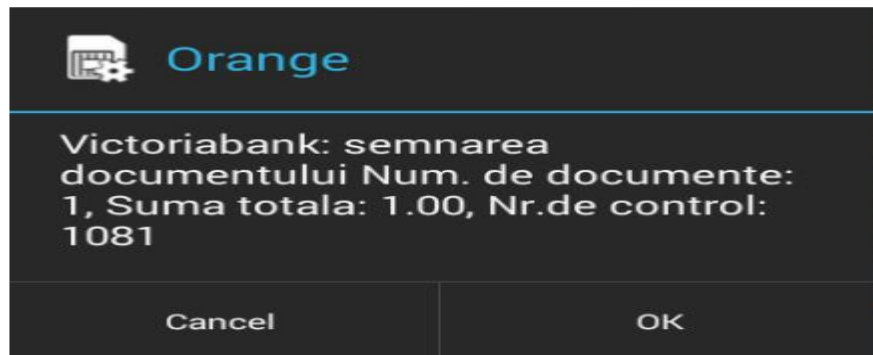 Orange
Victoriabank: semnarea
documentului Num. de documente:
1, Suma totala: 1.00, Nr.de control:
1081
Cancel
OK